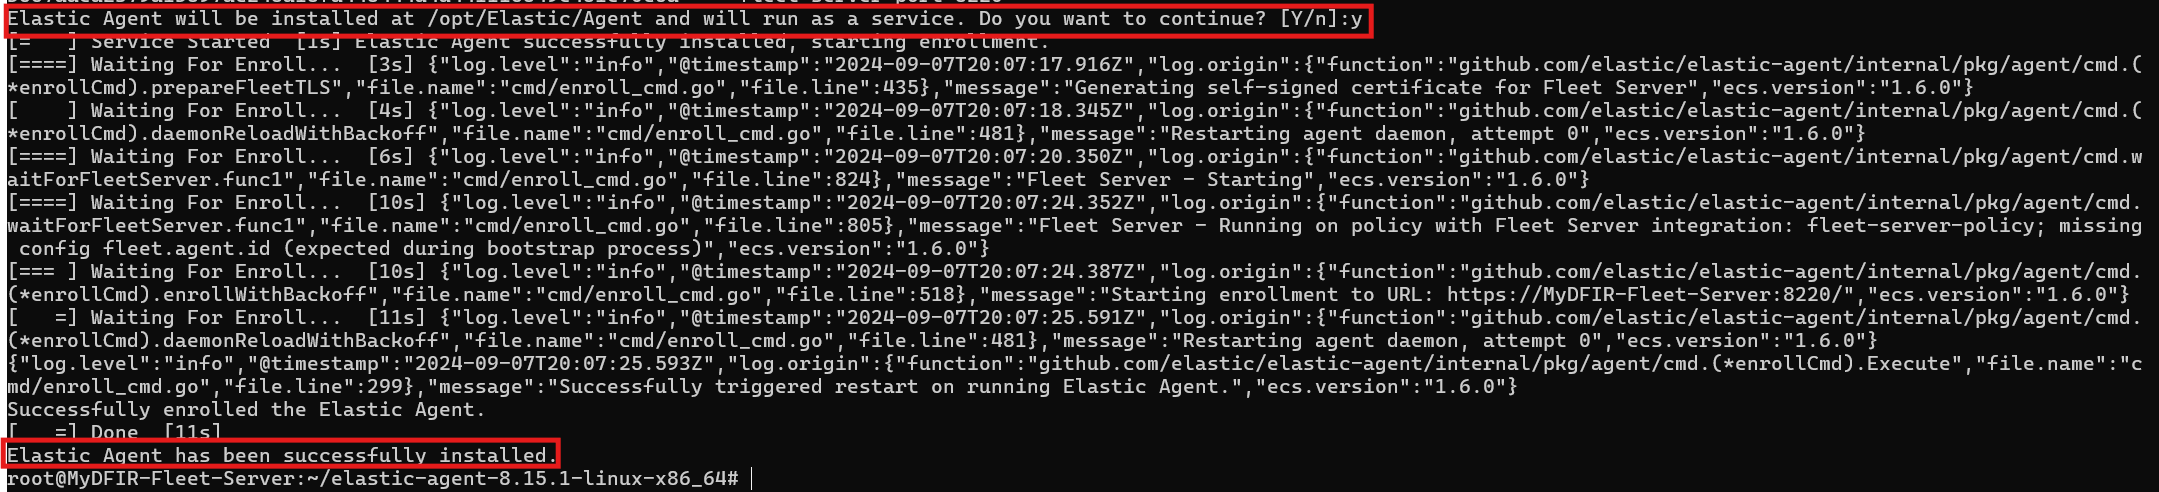 Elastic Agent will be installed at /opt/Elastic/Agent and will run as a service. Do you want to continue? [Y/n]:y
[=   ] Service Started  [1s] Elastic Agent successfully installed, starting enrollment.
[====] Waiting For Enroll...  [3s] {"log.level":"info","@timestamp":"2024-09-07T20:07:17.916Z","log.origin":{"function":"github.com/elastic/elastic-agent/internal/pkg/agent/cmd.(
*enrollCmd).prepareFleetTLS","file.name":"cmd/enroll_cmd.go","file.line":435},"message":"Generating self-signed certificate for Fleet Server","ecs.version":"1.6.0"}
[    ] Waiting For Enroll...  [4s] {"log.level":"info","@timestamp":"2024-09-07T20:07:18.345Z","log.origin":{"function":"github.com/elastic/elastic-agent/internal/pkg/agent/cmd.(
*enrollCmd).daemonReloadWithBackoff","file.name":"cmd/enroll_cmd.go","file.line":481},"message":"Restarting agent daemon, attempt 0","ecs.version":"1.6.0"}
[====] Waiting For Enroll...  [6s] {"log.level":"info","@timestamp":"2024-09-07T20:07:20.350Z","log.origin":{"function":"github.com/elastic/elastic-agent/internal/pkg/agent/cmd.w
aitForFleetServer.func1","file.name":"cmd/enroll_cmd.go","file.line":824},"message":"Fleet Server - Starting","ecs.version":"1.6.0"}
[====] Waiting For Enroll...  [10s] {"log.level":"info","@timestamp":"2024-09-07T20:07:24.352Z","log.origin":{"function":"github.com/elastic/elastic-agent/internal/pkg/agent/cmd.
waitForFleetServer.func1","file.name":"cmd/enroll_cmd.go","file.line":805},"message":"Fleet Server - Running on policy with Fleet Server integration: fleet-server-policy; missing
 config fleet.agent.id (expected during bootstrap process)","ecs.version":"1.6.0"}
[=== ] Waiting For Enroll...  [10s] {"log.level":"info","@timestamp":"2024-09-07T20:07:24.387Z","log.origin":{"function":"github.com/elastic/elastic-agent/internal/pkg/agent/cmd.
(*enrollCmd).enrollWithBackoff","file.name":"cmd/enroll_cmd.go","file.line":518},"message":"Starting enrollment to URL: https://MyDFIR-Fleet-Server:8220/","ecs.version":"1.6.0"}
[   =] Waiting For Enroll...  [11s] {"log.level":"info","@timestamp":"2024-09-07T20:07:25.591Z","log.origin":{"function":"github.com/elastic/elastic-agent/internal/pkg/agent/cmd.
(*enrollCmd).daemonReloadWithBackoff","file.name":"cmd/enroll_cmd.go","file.line":481},"message":"Restarting agent daemon, attempt 0","ecs.version":"1.6.0"}
{"log.level":"info","@timestamp":"2024-09-07T20:07:25.593Z","log.origin":{"function":"github.com/elastic/elastic-agent/internal/pkg/agent/cmd.(*enrollCmd).Execute","file.name":"c
md/enroll_cmd.go","file.line":299},"message":"Successfully triggered restart on running Elastic Agent.","ecs.version":"1.6.0"}
Successfully enrolled the Elastic Agent.
[   =] Done  [11s]
Elastic Agent has been successfully installed.
root@MyDFIR-Fleet-Server:~/elastic-agent-8.15.1-linux-x86_64#